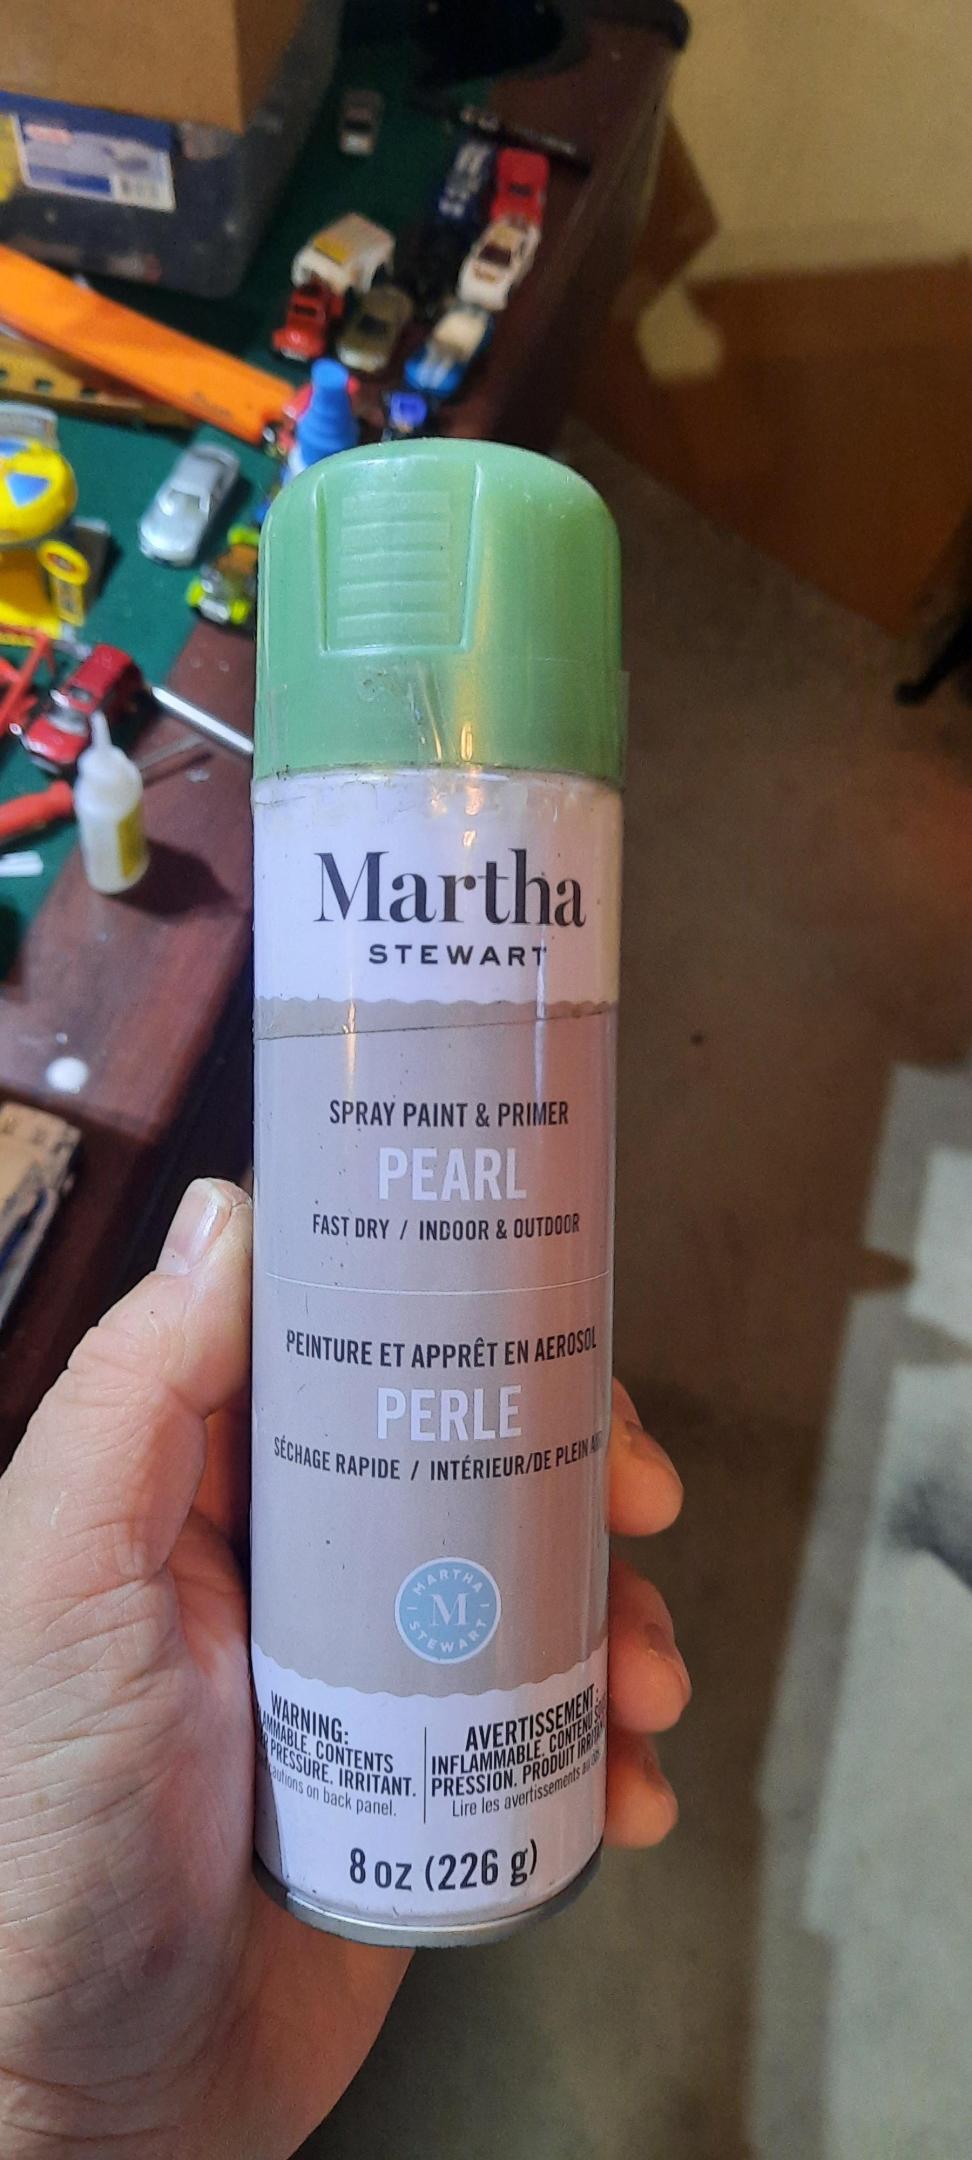 Martha
STEWART
SPRAY PAINT & PRIMER
PEARL
FAST DRY / INDOOR & OUTDOOR
PEINTURE ET APPRÊT EN AEROSOL
PERLE
SÉCHAGE RAPIDE / INTÉRIEUR/DE PLEIN
MARTHA
M
STEWART
WARNING:
CONTENTS
PRESSURE. IRRITANT.
on back panel.
AVERTISSEMENT:
INFLAMMABLE. CONTENU
PRESSION. PRODUIT
Lire les avertissements
8 oz (226 g)